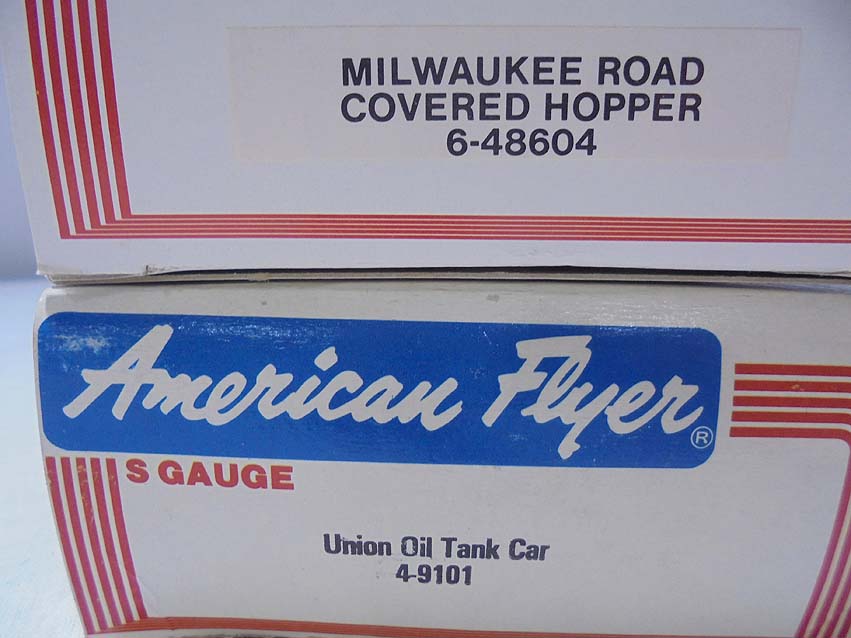 MILWAUKEE ROAD
COVERED HOPPER
6-48604
American Flyer®
S GAUGE
Union Oil Tank Car
4-9101